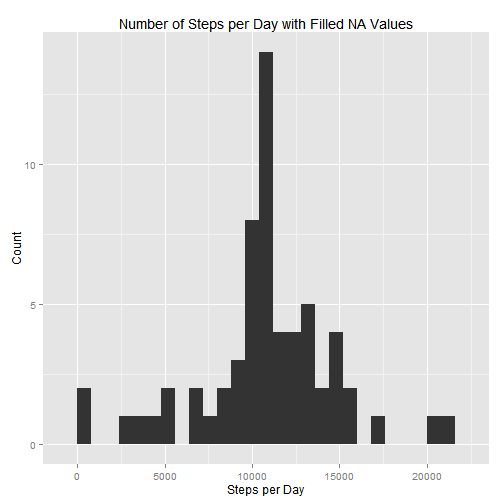 Number of Steps per Day with Filled NA Values
10
5
0
Count
0 5000 10000 15000 20000
Steps per Day